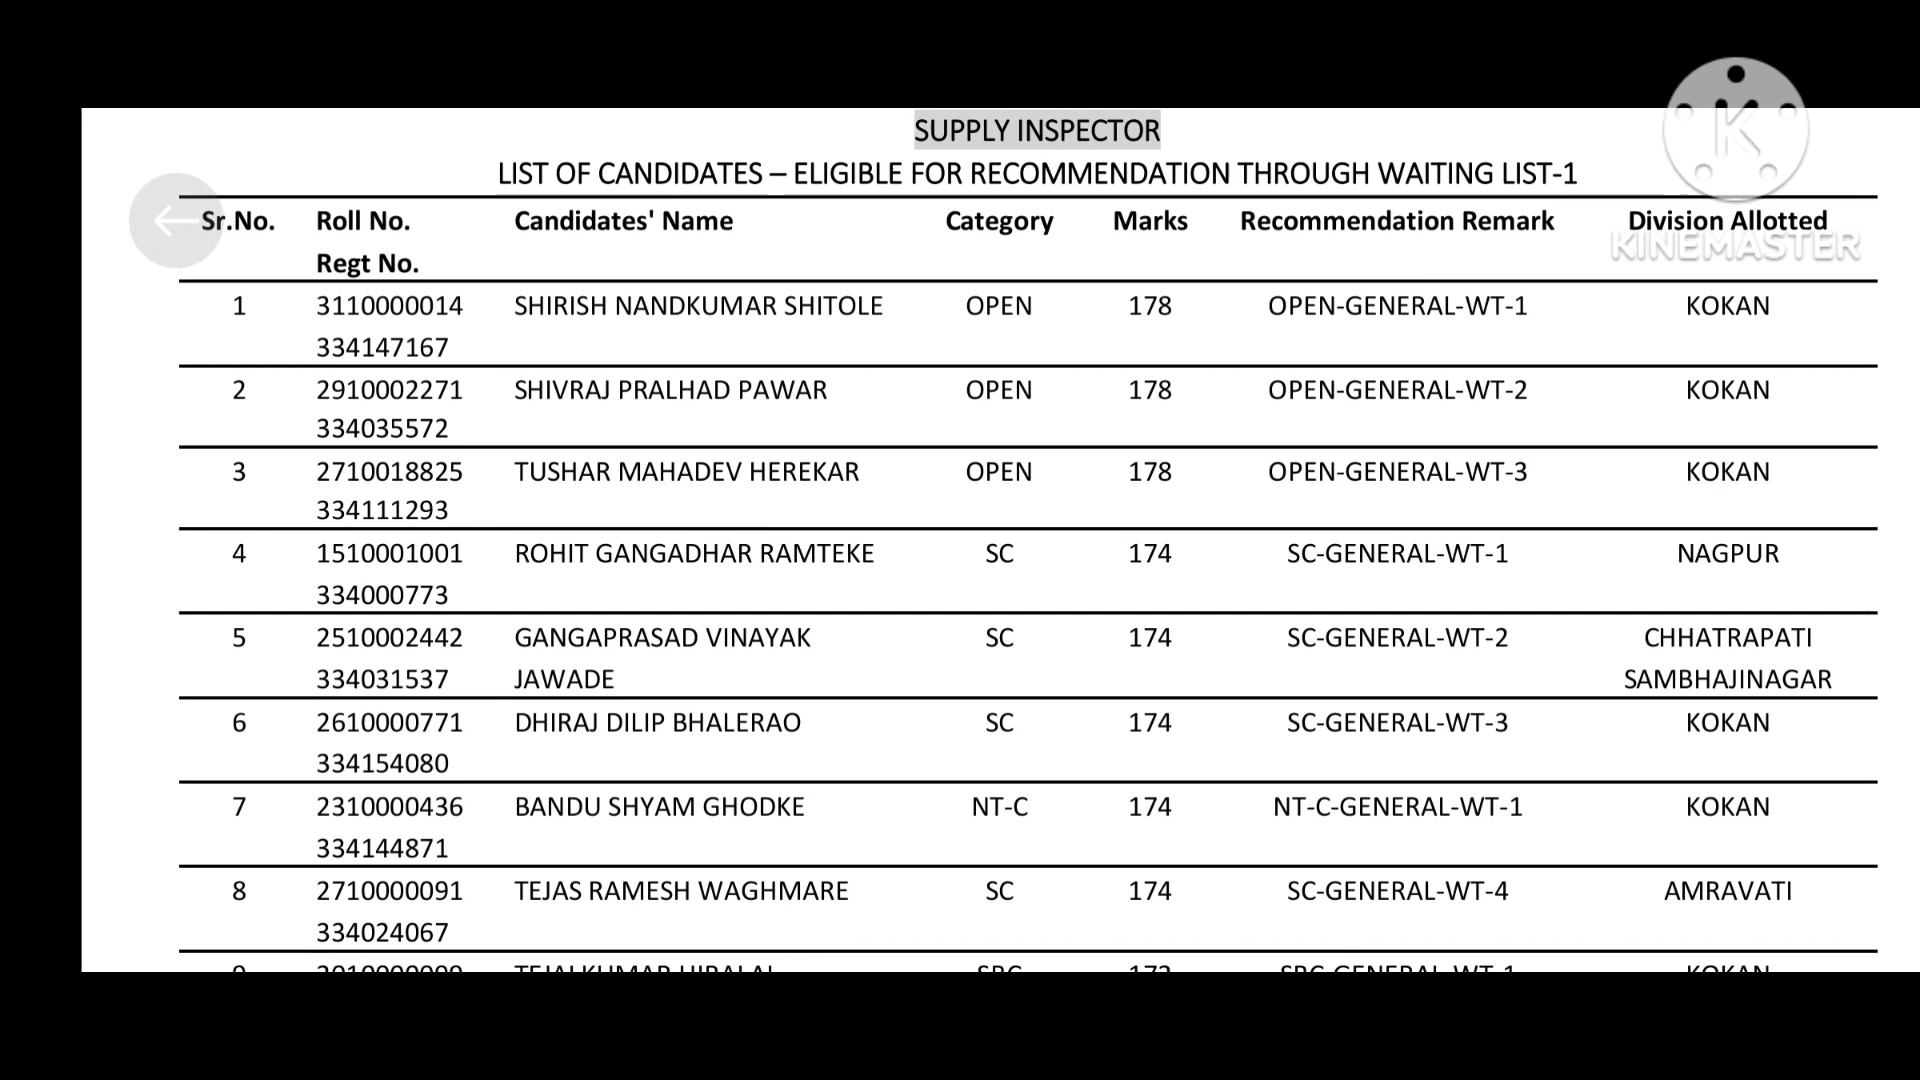 SUPPLY INSPECTOR
LIST OF CANDIDATES – ELIGIBLE FOR RECOMMENDATION THROUGH WAITING LIST-1
Sr.No. Roll No. Candidates' Name Category Marks Recommendation Remark Division Allotted
Regt No.
KINEMASTER
1 3110000014 SHIRISH NANDKUMAR SHITOLE OPEN 178 OPEN-GENERAL-WT-1 KOKAN
334147167
2 2910002271 SHIVRAJ PRALHAD PAWAR OPEN 178 OPEN-GENERAL-WT-2 KOKAN
334035572
3 2710018825 TUSHAR MAHADEV HEREKAR OPEN 178 OPEN-GENERAL-WT-3 KOKAN
334111293
4 1510001001 ROHIT GANGADHAR RAMTEKE SC 174 SC-GENERAL-WT-1 NAGPUR
334000773
5 2510002442 GANGAPRASAD VINAYAK SC 174 SC-GENERAL-WT-2 CHHATRAPATI
334031537 JAWADE SAMBHAJINAGAR
6 2610000771 DHIRAJ DILIP BHALERAO SC 174 SC-GENERAL-WT-3 KOKAN
334154080
7 2310000436 BANDU SHYAM GHODKE NT-C 174 NT-C-GENERAL-WT-1 KOKAN
334144871
8 2710000091 TEJAS RAMESH WAGHMARE SC 174 SC-GENERAL-WT-4 AMRAVATI
334024067